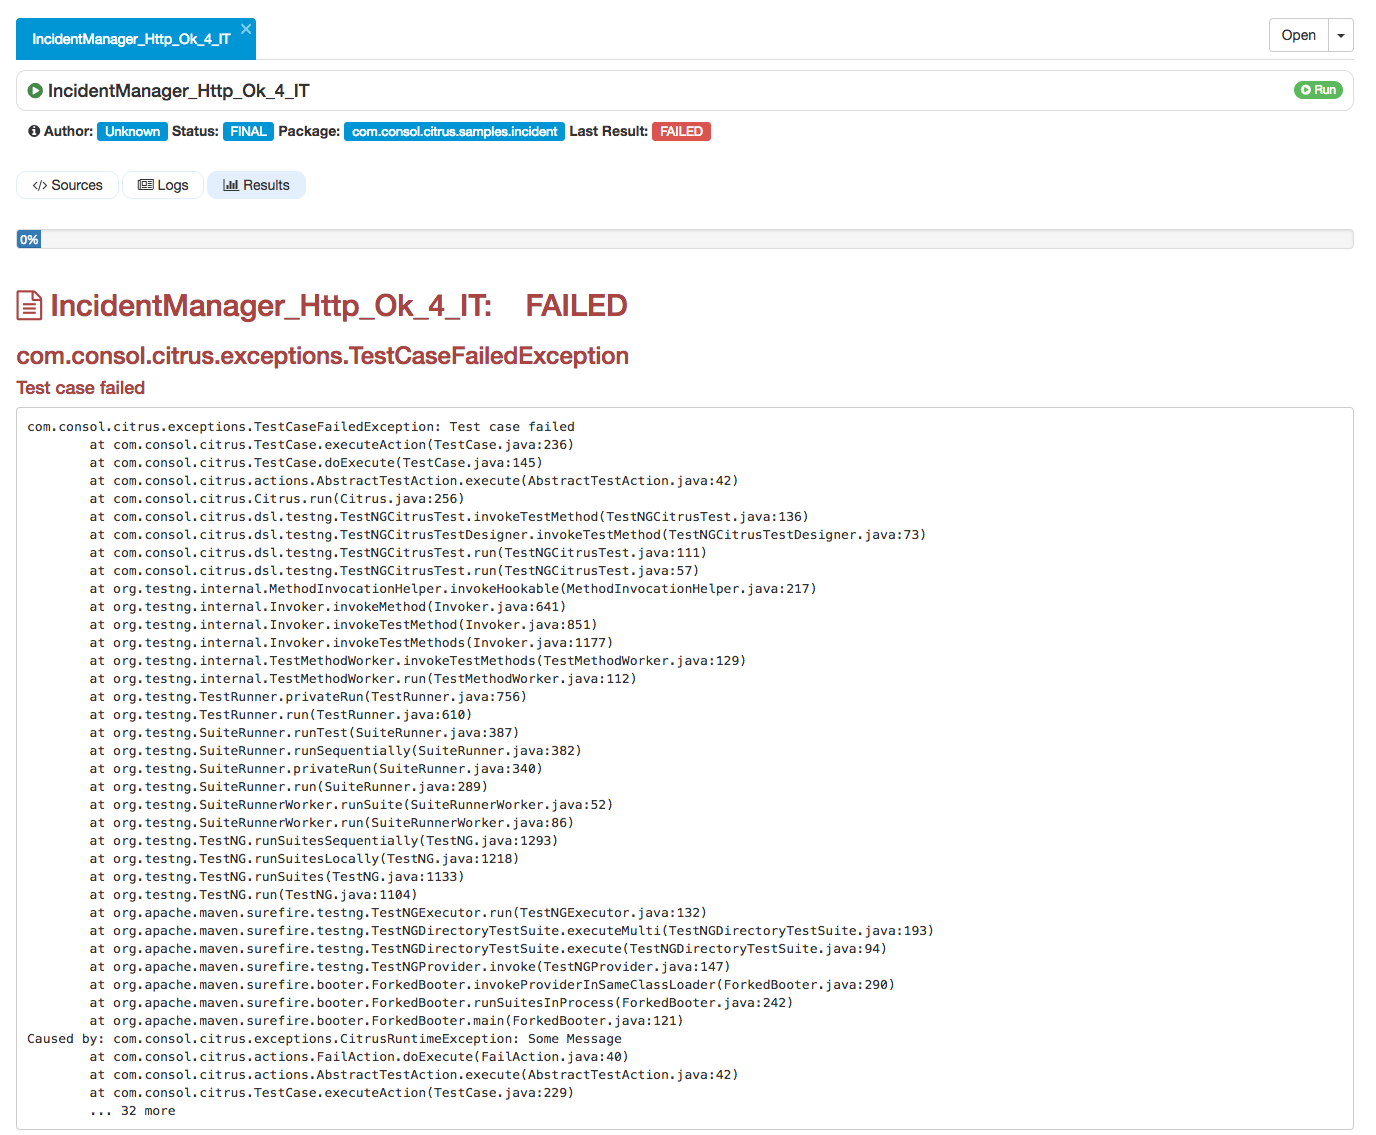 IncidentManager_Http_Ok_4_IT ×
Open
IncidentManager_Http_Ok_4_IT
Run
Author: Unknown Status: FINAL Package: com.consol.citrus.samples.incident Last Result: FAILED
</> Sources Logs Results
0%
IncidentManager_Http_Ok_4_IT: FAILED
com.consol.citrus.exceptions.TestCaseFailedException
Test case failed
com.consol.citrus.exceptions.TestCaseFailedException: Test case failed
at com.consol.citrus.TestCase.executeAction(TestCase.java:236)
at com.consol.citrus.TestCase.doExecute(TestCase.java:145)
at com.consol.citrus.actions.AbstractTestAction.execute(AbstractTestAction.java:42)
at com.consol.citrus.Citrus.run(Citrus.java:256)
at com.consol.citrus.dsl.testng.TestNGCitrusTest.invokeTestMethod(TestNGCitrusTest.java:136)
at com.consol.citrus.dsl.testng.TestNGCitrusTestDesigner.invokeTestMethod(TestNGCitrusTestDesigner.java:73)
at com.consol.citrus.dsl.testng.TestNGCitrusTest.run(TestNGCitrusTest.java:111)
at com.consol.citrus.dsl.testng.TestNGCitrusTest.run(TestNGCitrusTest.java:57)
at org.testng.internal.MethodInvocationHelper.invokeHookable(MethodInvocationHelper.java:217)
at org.testng.internal.Invoker.invokeMethod(Invoker.java:641)
at org.testng.internal.Invoker.invokeTestMethod(Invoker.java:851)
at org.testng.internal.Invoker.invokeTestMethods(Invoker.java:1177)
at org.testng.internal.TestMethodWorker.invokeTestMethods(TestMethodWorker.java:129)
at org.testng.internal.TestMethodWorker.run(TestMethodWorker.java:112)
at org.testng.TestRunner.privateRun(TestRunner.java:756)
at org.testng.TestRunner.run(TestRunner.java:610)
at org.testng.SuiteRunner.runTest(SuiteRunner.java:387)
at org.testng.SuiteRunner.runSequentially(SuiteRunner.java:382)
at org.testng.SuiteRunner.privateRun(SuiteRunner.java:340)
at org.testng.SuiteRunner.run(SuiteRunner.java:289)
at org.testng.SuiteRunnerWorker.runSuite(SuiteRunnerWorker.java:52)
at org.testng.SuiteRunnerWorker.run(SuiteRunnerWorker.java:86)
at org.testng.TestNG.runSuitesSequentially(TestNG.java:1293)
at org.testng.TestNG.runSuitesLocally(TestNG.java:1218)
at org.testng.TestNG.runSuites(TestNG.java:1133)
at org.testng.TestNG.run(TestNG.java:1104)
at org.apache.maven.surefire.testng.TestNGExecutor.run(TestNGExecutor.java:132)
at org.apache.maven.surefire.testng.TestNGDirectoryTestSuite.executeMulti(TestNGDirectoryTestSuite.java:193)
at org.apache.maven.surefire.testng.TestNGDirectoryTestSuite.execute(TestNGDirectoryTestSuite.java:94)
at org.apache.maven.surefire.testng.TestNGProvider.invoke(TestNGProvider.java:147)
at org.apache.maven.surefire.booter.ForkedBooter.invokeProviderInSameClassLoader(ForkedBooter.java:290)
at org.apache.maven.surefire.booter.ForkedBooter.runSuitesInProcess(ForkedBooter.java:242)
at org.apache.maven.surefire.booter.ForkedBooter.main(ForkedBooter.java:121)
Caused by: com.consol.citrus.exceptions.CitrusRuntimeException: Some Message
at com.consol.citrus.actions.FailAction.doExecute(FailAction.java:40)
at com.consol.citrus.actions.AbstractTestAction.execute(AbstractTestAction.java:42)
at com.consol.citrus.TestCase.executeAction(TestCase.java:229)
... 32 more